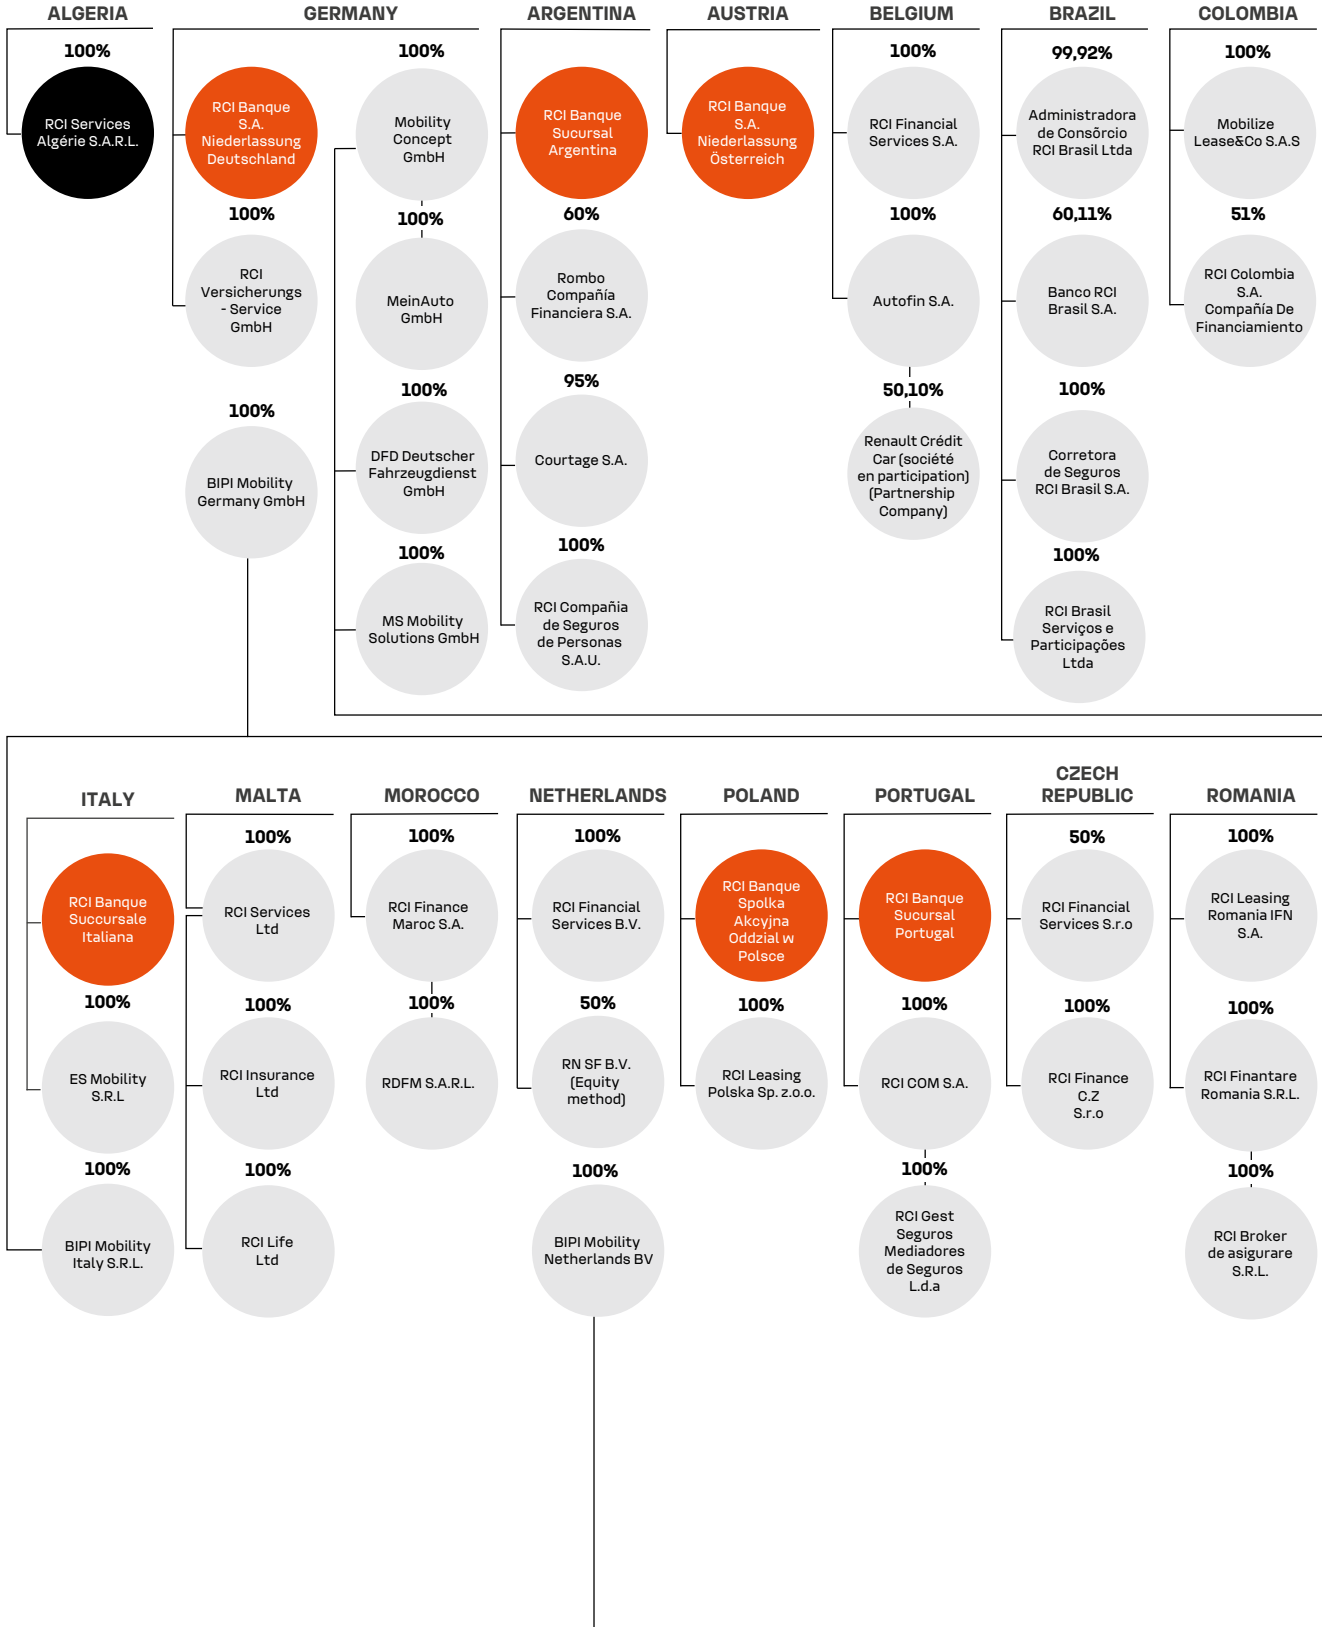 ALGERIA
100%
RCI Services
Algérie S.A.R.L.
GERMANY
RCI Banque
S.A.
Niederlassung
Deutschland
100%
RCI
Versicherungs
- Service
GmbH
100%
BIPI Mobility
Germany GmbH
100%
Mobility
Concept
GmbH
100%
MeinAuto
GmbH
100%
DFD Deutscher
Fahrzeugdienst
GmbH
100%
MS Mobility
Solutions GmbH
ARGENTINA
RCI Banque
Sucursal
Argentina
60%
Rombo
Compañía
Financiera S.A.
95%
Courtage S.A.
100%
RCI Compañia
de Seguros
de Personas
S.A.U.
AUSTRIA
RCI Banque
S.A.
Niederlassung
Österreich
BELGIUM
100%
RCI Financial
Services S.A.
100%
Autofin S.A.
50,10%
Renault Crédit
Car (société
en participation)
(Partnership
Company)
BRAZIL
99,92%
Administradora
de Consõrcio
RCI Brasil Ltda
60,11%
Banco RCI
Brasil S.A.
100%
Corretora
de Seguros
RCI Brasil S.A.
100%
RCI Brasil
Serviços e
Participações
Ltda
COLOMBIA
100%
Mobilize
Lease&Co S.A.S
51%
RCI Colombia
S.A.
Compañía De
Financiamiento
ITALY
RCI Banque
Succursale
Italiana
100%
ES Mobility
S.R.L
100%
BIPI Mobility
Italy S.R.L.
MALTA
100%
RCI Services
Ltd
100%
RCI Insurance
Ltd
100%
RCI Life
Ltd
MOROCCO
100%
RCI Finance
Maroc S.A.
100%
RDFM S.A.R.L.
NETHERLANDS
100%
RCI Financial
Services B.V.
50%
RN SF B.V.
(Equity
method)
100%
BIPI Mobility
Netherlands BV
POLAND
RCI Banque
Spolka
Akcyjna
Oddzial w
Polsce
100%
RCI Leasing
Polska Sp. z.o.o.
PORTUGAL
RCI Banque
Sucursal
Portugal
100%
RCI COM S.A.
100%
RCI Gest
Seguros
Mediadores
de Seguros
L.d.a
CZECH
REPUBLIC
50%
RCI Financial
Services S.r.o
100%
RCI Finance
C.Z
S.r.o
ROMANIA
100%
RCI Leasing
Romania IFN
S.A.
100%
RCI Finantare
Romania S.R.L.
100%
RCI Broker
de asigurare
S.R.L.